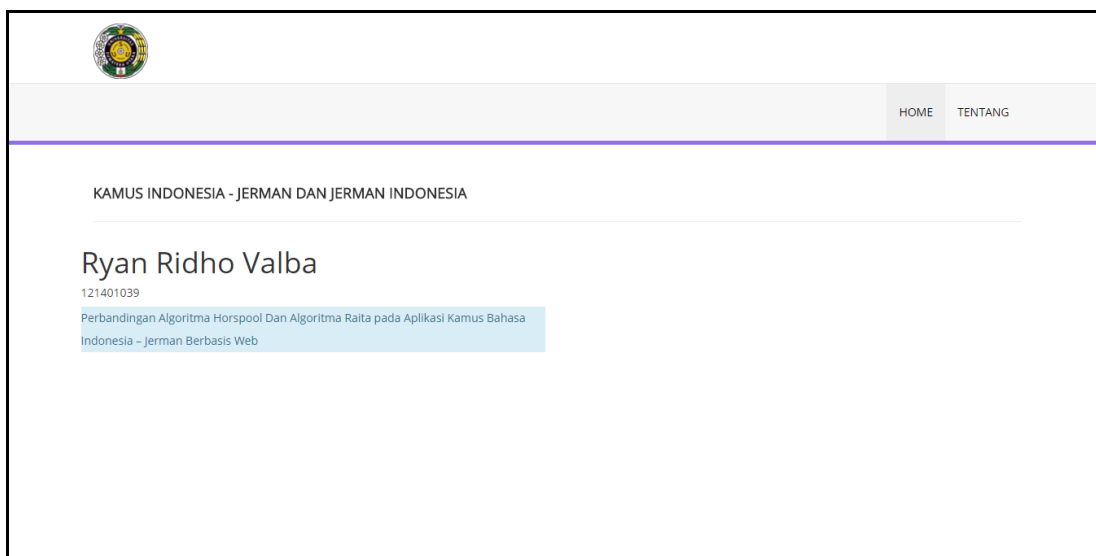 HOME TENTANG
KAMUS INDONESIA - JERMAN DAN JERMAN INDONESIA
Ryan Ridho Valba
121401039
Perbandingan Algoritma Horspool Dan Algoritma Raita pada Aplikasi Kamus Bahasa
Indonesia – Jerman Berbasis Web